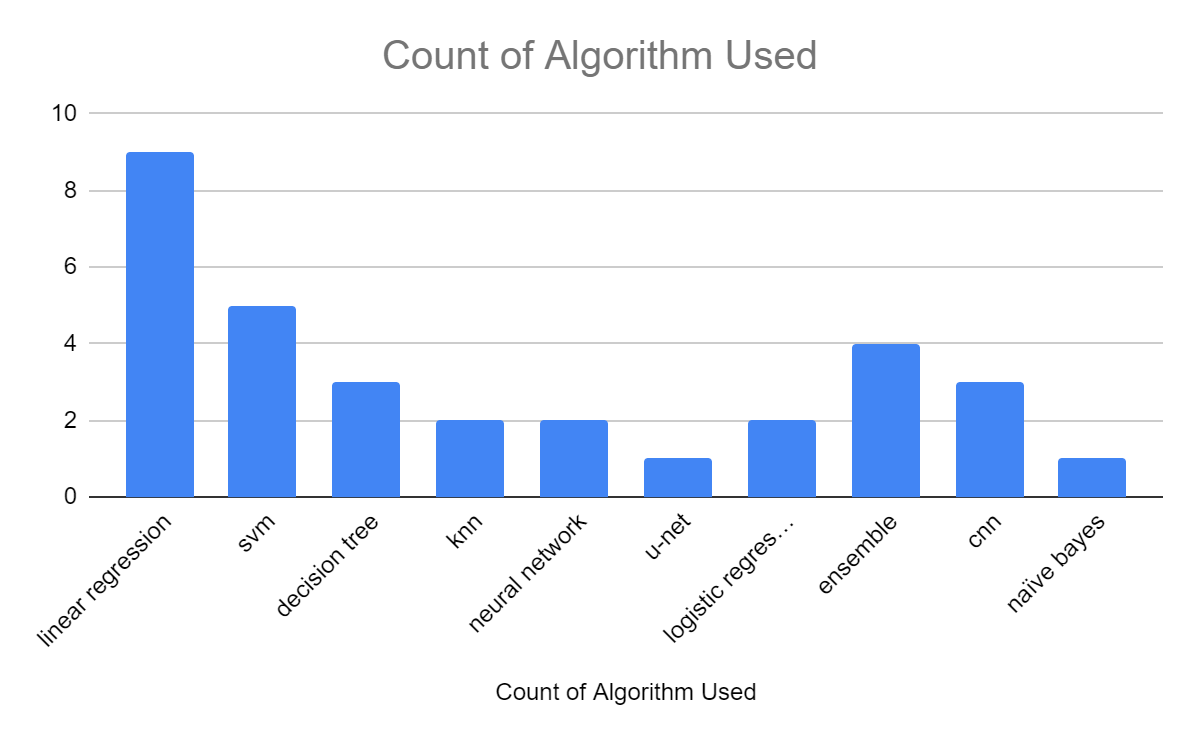 Count of Algorithm Used
10
8
6
4
2
0
linear regression
svm
decision tree
knn
neural network
u-net
logistic regres…
ensemble
cnn
naïve bayes
Count of Algorithm Used